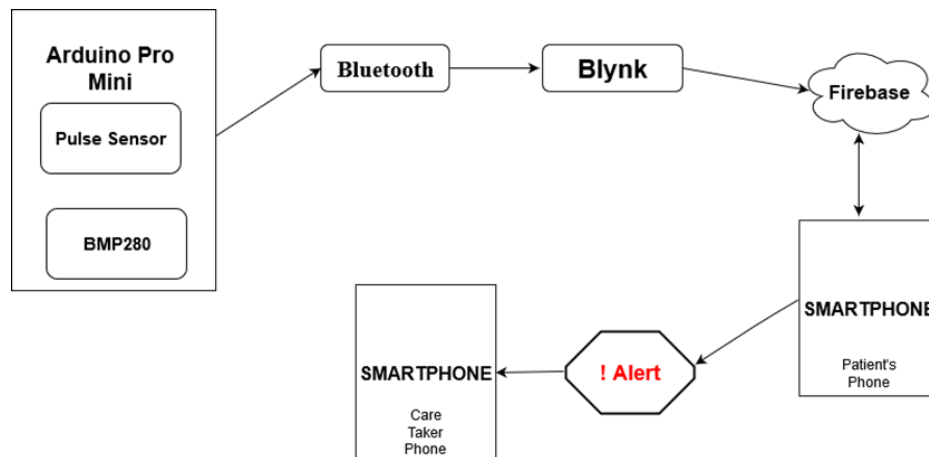 Arduino Pro
Mini
Pulse Sensor
BMP280
Bluetooth
Blynk
Firebase
SMARTPHONE
Patient's
Phone
! Alert
SMARTPHONE
Care
Taker
Phone